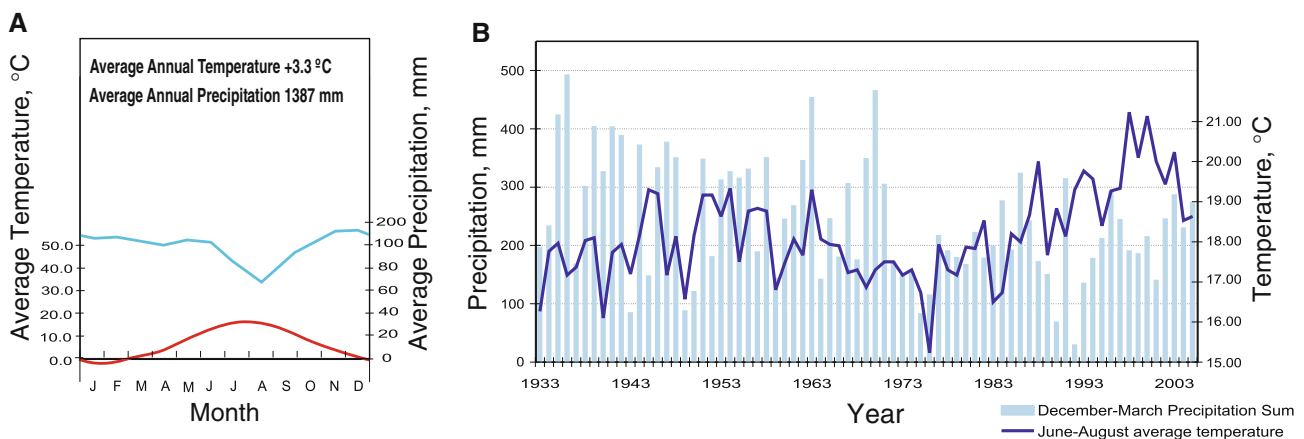 A
Average Annual Temperature +3.3 ºC
Average Annual Precipitation 1387 mm
Average Temperature, °C
50.0
40.0
30.0
20.0
10.0
0.0
200
100
80
60
40
20
0
Average Precipitation, mm
J F M A M J J A S O N D
Month
B
Precipitation, mm
500
400
300
200
100
0
21.00
20.00
19.00
18.00
17.00
16.00
15.00
Temperature, °C
1933 1943 1953 1963 1973 1983 1993 2003
Year
December-March Precipitation Sum
June-August average temperature